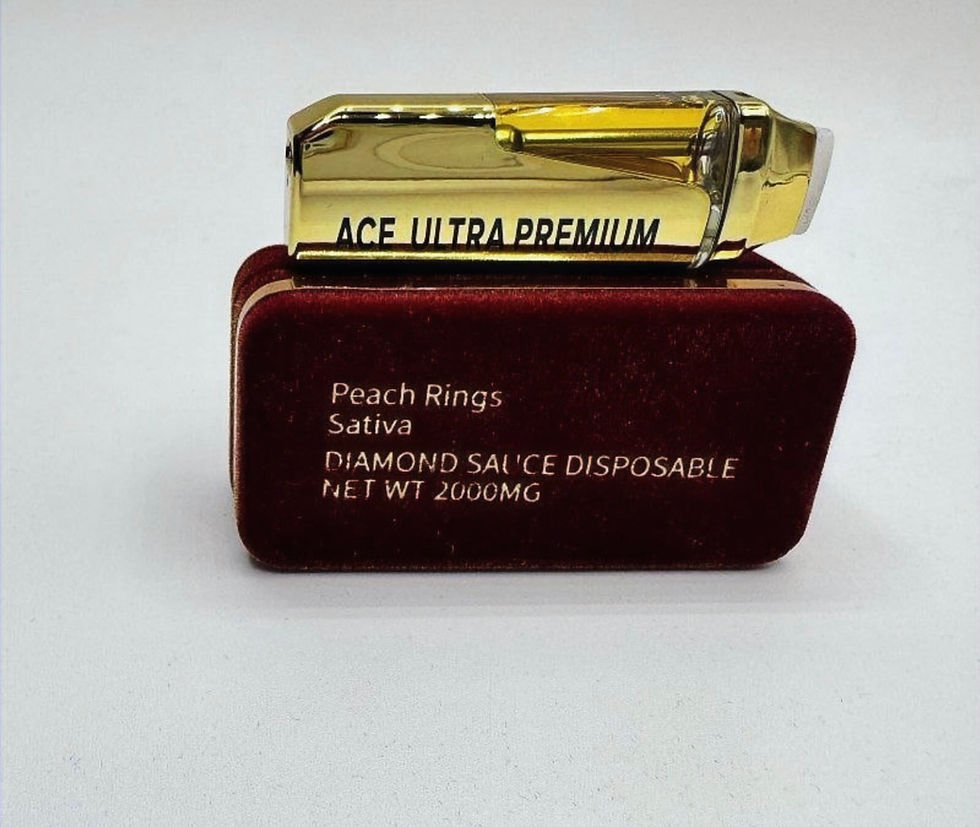 ACE ULTRA PREMIUM
Peach Rings
Sativa
DIAMOND SAUCE DISPOSABLE
NET WT 2000MG